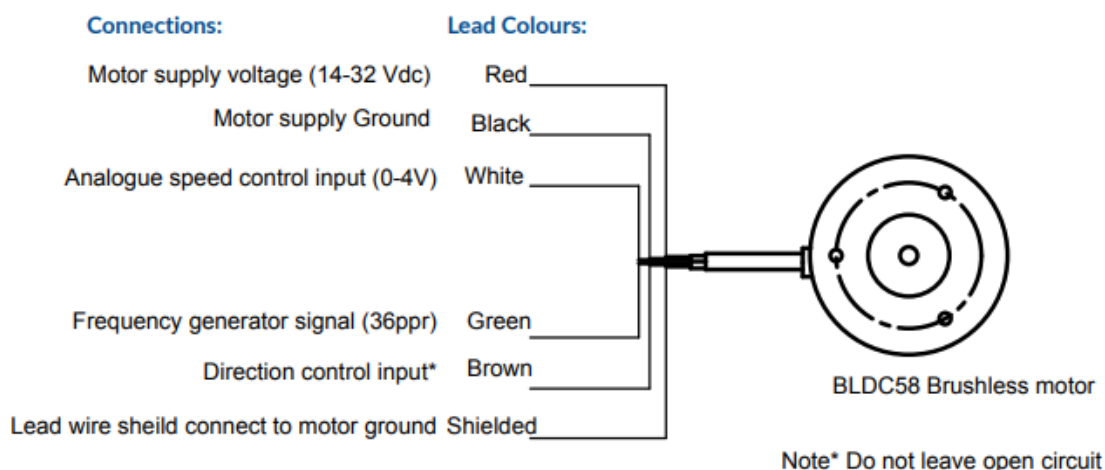 Connections: Lead Colours:
Motor supply voltage (14-32 Vdc) Red
Motor supply Ground Black
Analogue speed control input (0-4V) White
Frequency generator signal (36ppr) Green
Direction control input* Brown
BLDC58 Brushless motor
Lead wire sheild connect to motor ground Shielded
Note* Do not leave open circuit